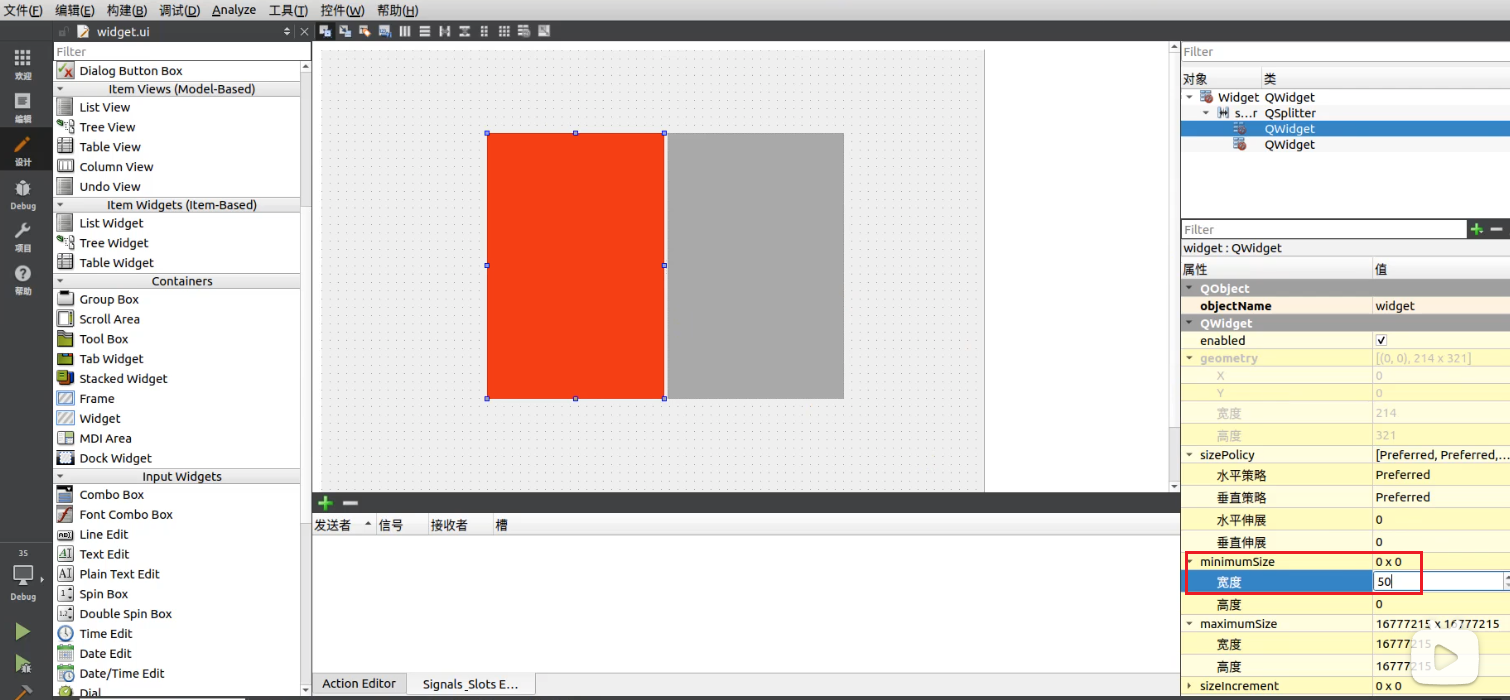 文件(F) 编辑(E) 构建(B) 调试(D) Analyze 工具(T) 控件(W) 帮助(H)
widget.ui
Filter
Dialog Button Box
Item Views (Model-Based)
List View
Tree View
Table View
Column View
Undo View
Item Widgets (Item-Based)
List Widget
Tree Widget
Table Widget
Containers
Group Box
Scroll Area
Tool Box
Tab Widget
Stacked Widget
Frame
Widget
MDI Area
Dock Widget
Input Widgets
Combo Box
Font Combo Box
Line Edit
Text Edit
Plain Text Edit
Spin Box
Double Spin Box
Time Edit
Date Edit
Date/Time Edit
Dial
欢迎
编辑
设计
Debug
项目
帮助
35
Debug
发送者 信号 接收者 槽
Action Editor Signals_Slots E...
Filter
对象 类
Widget QWidget
s...r QSplitter
QWidget
QWidget
Filter
widget : QWidget
属性 值
QObject
objectName widget
QWidget
enabled
geometry [(0, 0), 214 x 321]
X 0
Y 0
宽度 214
高度 321
sizePolicy [Preferred, Preferred,...
水平策略 Preferred
垂直策略 Preferred
水平伸展 0
垂直伸展 0
minimumSize 0 x 0
宽度 50
高度 0
maximumSize 16777215 x 16777215
宽度 16777215
高度 16777215
sizeIncrement 0 x 0